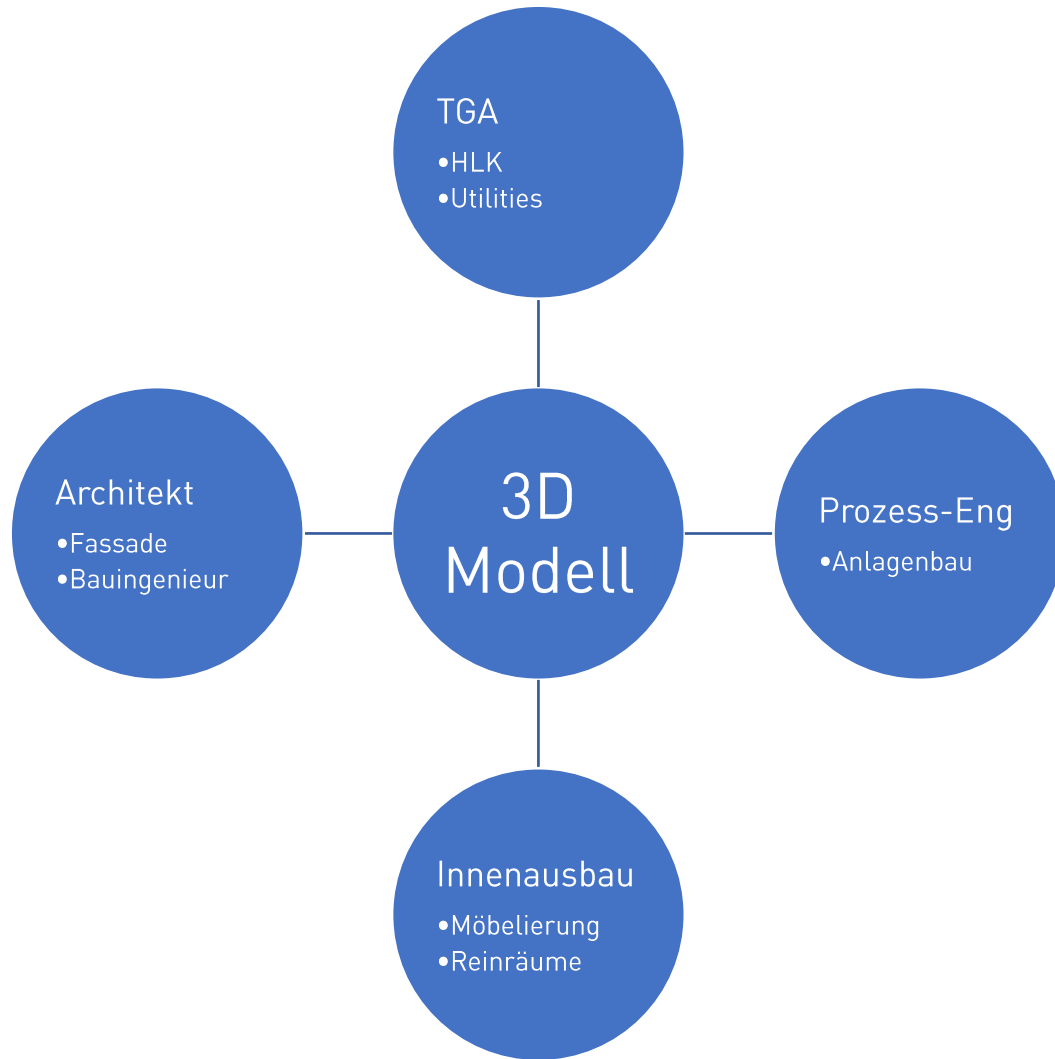 TGA
•HLK
•Utilities
Architekt
•Fassade
•Bauingenieur
3D
Modell
Prozess-Eng
•Anlagenbau
Innenausbau
•Möbelierung
•Reinräume